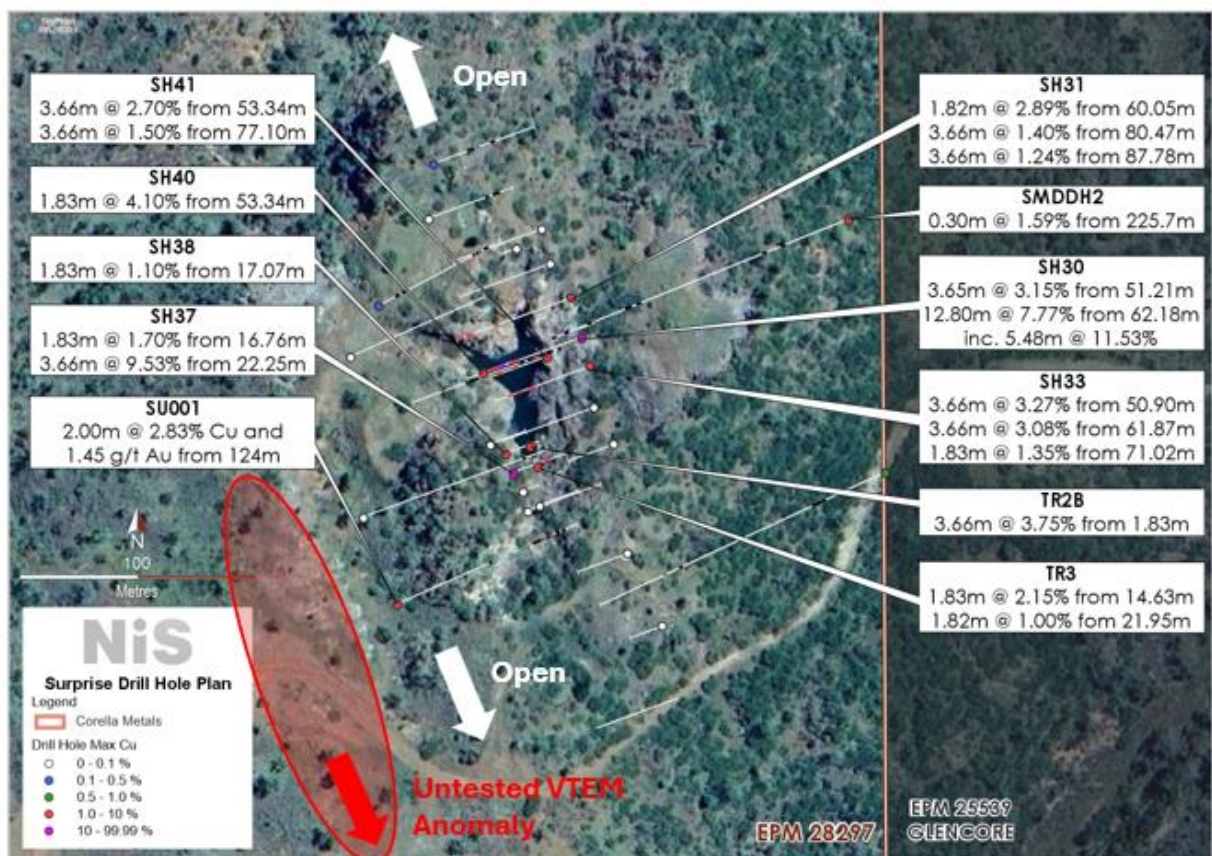 Open
SH41
3.66m @ 2.70% from 53.34m
3.66m @ 1.50% from 77.10m
SH40
1.83m @ 4.10% from 53.34m
SH38
1.83m @ 1.10% from 17.07m
SH37
1.83m @ 1.70% from 16.76m
3.66m @ 9.53% from 22.25m
SU001
2.00m @ 2.83% Cu and
1.45 g/t Au from 124m
SH31
1.82m @ 2.89% from 60.05m
3.66m @ 1.40% from 80.47m
3.66m @ 1.24% from 87.78m
SMDDH2
0.30m @ 1.59% from 225.7m
SH30
3.65m @ 3.15% from 51.21m
12.80m @ 7.77% from 62.18m
inc. 5.48m @ 11.53%
SH33
3.66m @ 3.27% from 50.90m
3.66m @ 3.08% from 61.87m
1.83m @ 1.35% from 71.02m
TR2B
3.66m @ 3.75% from 1.83m
TR3
1.83m @ 2.15% from 14.63m
1.82m @ 1.00% fom 21.95m
N
100
Metres
NiS
Surprise Drill Hole Plan
Legend
Corella Metals
Drill Hole Max Cu
0 - 0.1 %
0.1 - 0.5 %
0.5 - 1.0 %
1.0 - 10 %
10 - 99.99 %
Open
Untested VTEM
Anomaly
EPM 28297
EPM 25539
GLENCORE